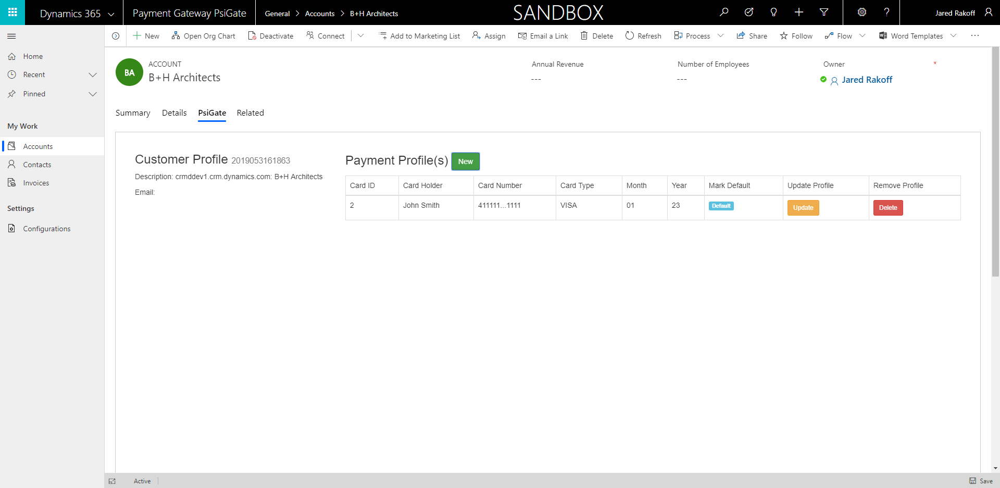 Dynamics 365
Payment Gateway PsiGate
General > Accounts > B+H Architects
SANDBOX
?
Jared Rakoff
New
Open Org Chart
Deactivate
Connect
Add to Marketing List
Assign
Email a Link
Delete
Refresh
Process
Share
Follow
Flow
Word Templates
...
Home
Recent
Pinned
My Work
Accounts
Contacts
Invoices
Settings
Configurations
BA
ACCOUNT
B+H Architects
Annual Revenue
---
Number of Employees
---
Owner *
Jared Rakoff
Summary Details PsiGate Related
Customer Profile 2019053161863
Description: crmddev1.crm.dynamics.com: B+H Architects
Email:
Payment Profile(s) New
Card ID Card Holder Card Number Card Type Month Year Mark Default Update Profile Remove Profile
2 John Smith 411111...1111 VISA 01 23 Default Update Delete
Active
Save